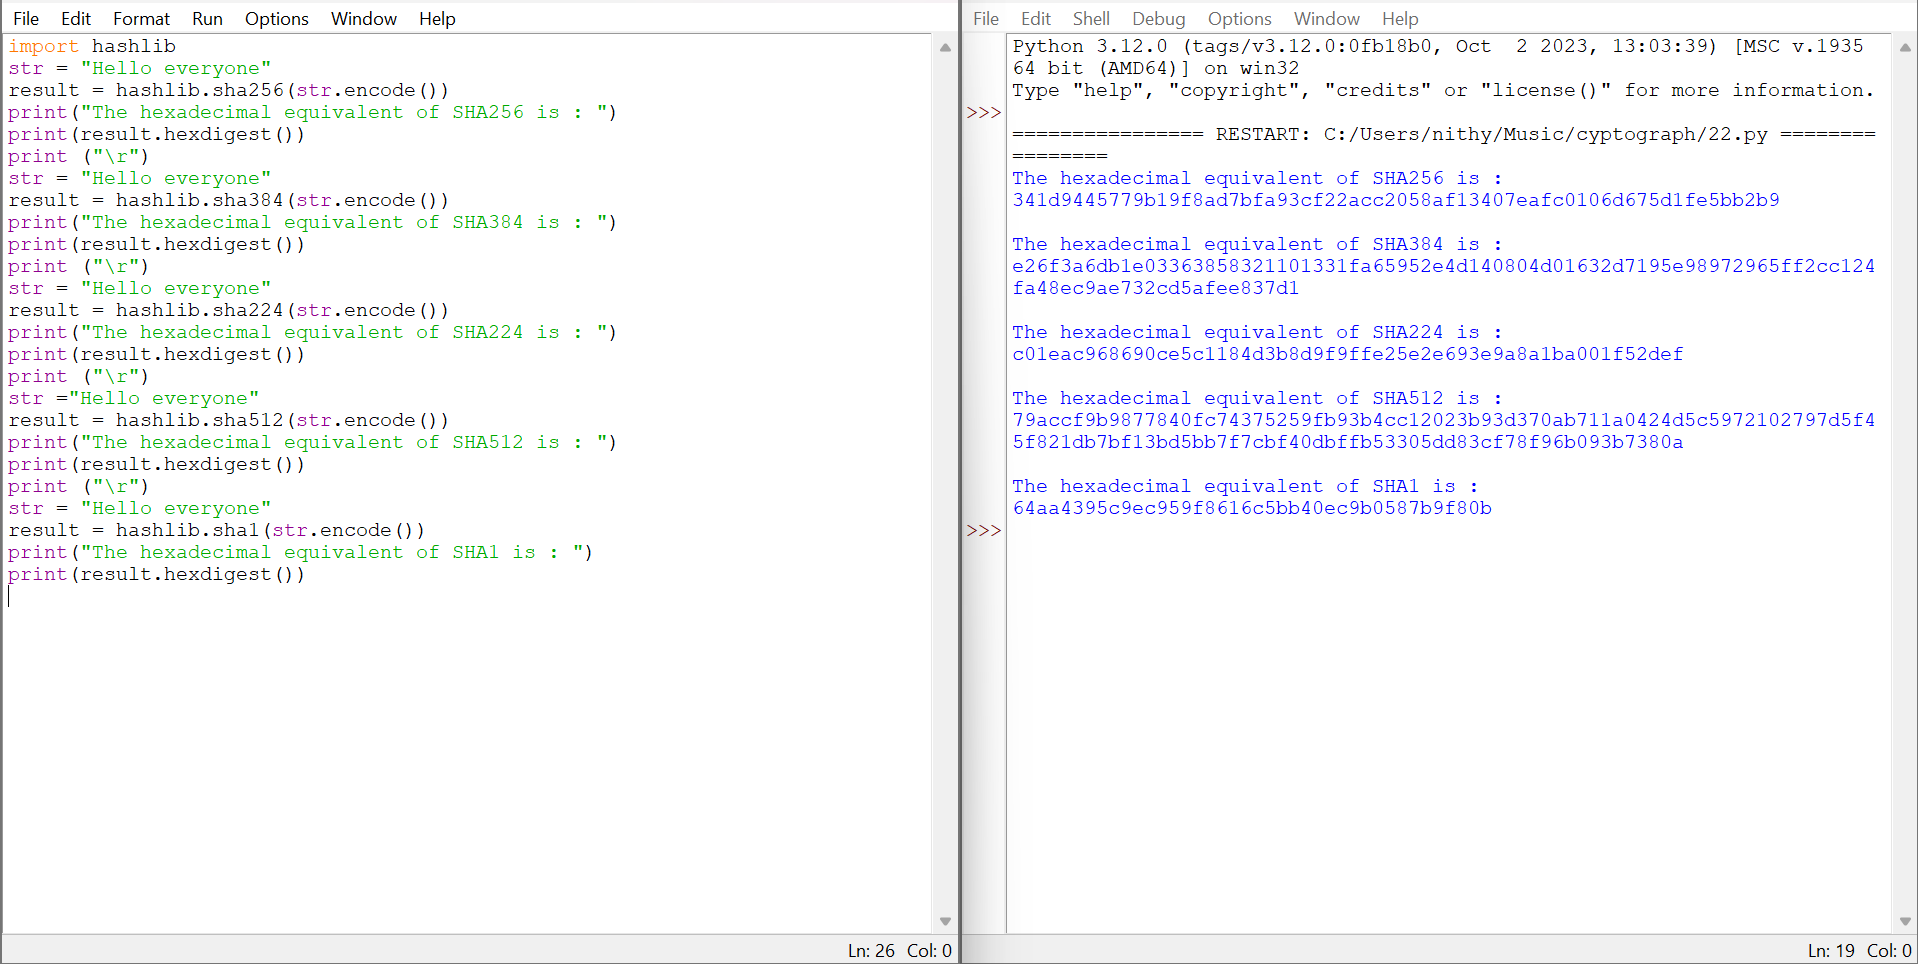 File Edit Format Run Options Window Help
import hashlib
str = "Hello everyone"
result = hashlib.sha256(str.encode())
print("The hexadecimal equivalent of SHA256 is : ")
print(result.hexdigest())
print ("\r")
str = "Hello everyone"
result = hashlib.sha384(str.encode())
print("The hexadecimal equivalent of SHA384 is : ")
print(result.hexdigest())
print ("\r")
str = "Hello everyone"
result = hashlib.sha224(str.encode())
print("The hexadecimal equivalent of SHA224 is : ")
print(result.hexdigest())
print ("\r")
str ="Hello everyone"
result = hashlib.sha512(str.encode())
print("The hexadecimal equivalent of SHA512 is : ")
print(result.hexdigest())
print ("\r")
str = "Hello everyone"
result = hashlib.sha1(str.encode())
print("The hexadecimal equivalent of SHA1 is : ")
print(result.hexdigest())
Ln: 26 Col: 0
File Edit Shell Debug Options Window Help
Python 3.12.0 (tags/v3.12.0:0fb18b0, Oct  2 2023, 13:03:39) [MSC v.1935
64 bit (AMD64)] on win32
Type "help", "copyright", "credits" or "license()" for more information.
>>>
================ RESTART: C:/Users/nithy/Music/cyptograph/22.py ========
========
The hexadecimal equivalent of SHA256 is :
341d9445779b19f8ad7bfa93cf22acc2058af13407eafc0106d675d1fe5bb2b9
The hexadecimal equivalent of SHA384 is :
e26f3a6db1e03363858321101331fa65952e4d140804d01632d7195e98972965ff2cc124
fa48ec9ae732cd5afee837d1
The hexadecimal equivalent of SHA224 is :
c01eac968690ce5c1184d3b8d9f9ffe25e2e693e9a8a1ba001f52def
The hexadecimal equivalent of SHA512 is :
79accf9b9877840fc74375259fb93b4cc12023b93d370ab711a0424d5c5972102797d5f4
5f821db7bf13bd5bb7f7cbf40dbffb53305dd83cf78f96b093b7380a
The hexadecimal equivalent of SHA1 is :
64aa4395c9ec959f8616c5bb40ec9b0587b9f80b
>>>
Ln: 19 Col: 0